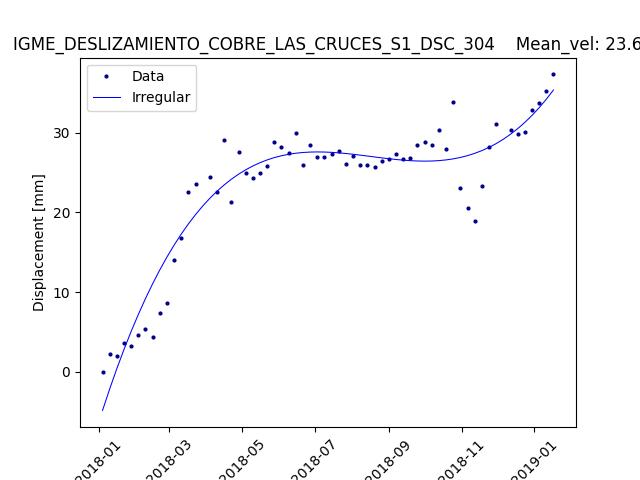 IGME_DESLIZAMIENTO_COBRE_LAS_CRUCES_S1_DSC_304    Mean_vel: 23.6
Data
Irregular
Displacement [mm]
30
20
10
0
2018-01
2018-03
2018-05
2018-07
2018-09
2018-11
2019-01